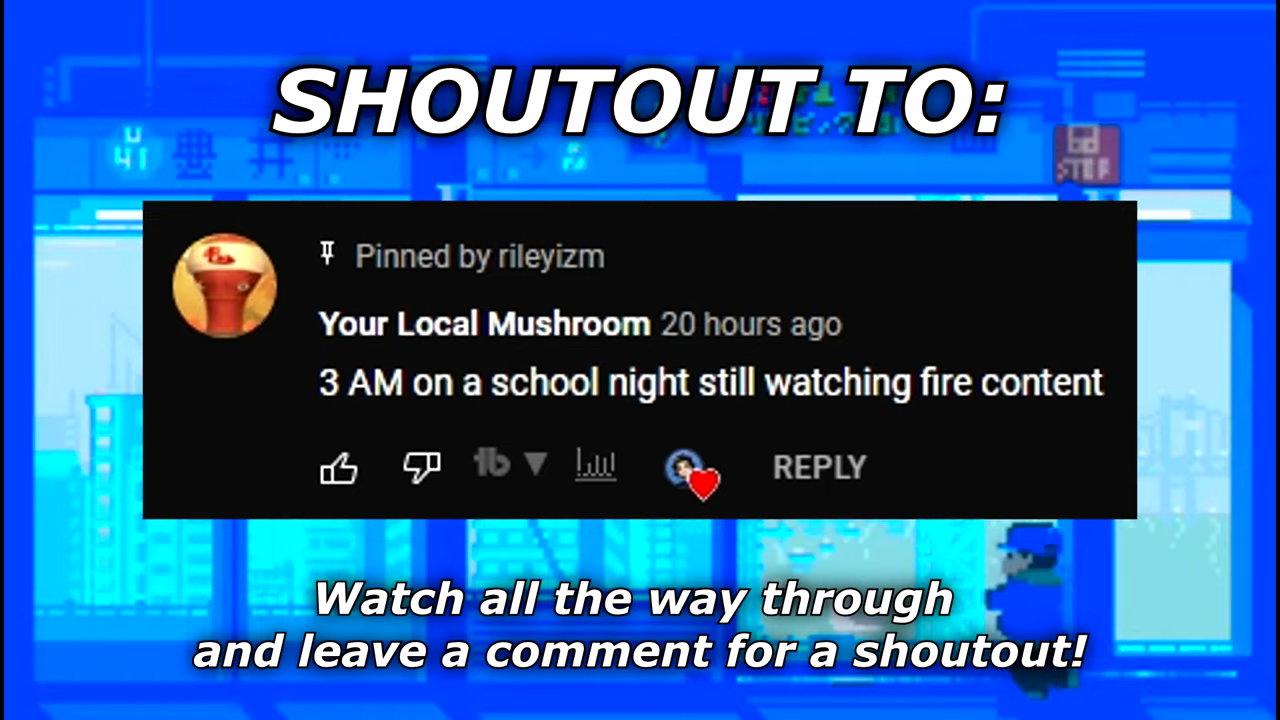 SHOUTOUT TO:
STEP
Pinned by rileyizm
Your Local Mushroom 20 hours ago
3 AM on a school night still watching fire content
REPLY
Watch all the way through
and leave a comment for a shoutout!